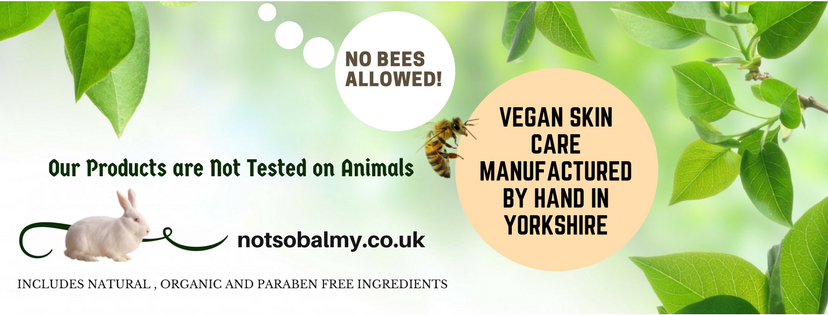 NO BEES
ALLOWED!
VEGAN SKIN
CARE
MANUFACTURED
BY HAND IN
YORKSHIRE
Our Products are Not Tested on Animals
notsobalmy.co.uk
INCLUDES NATURAL , ORGANIC AND PARABEN FREE INGREDIENTS